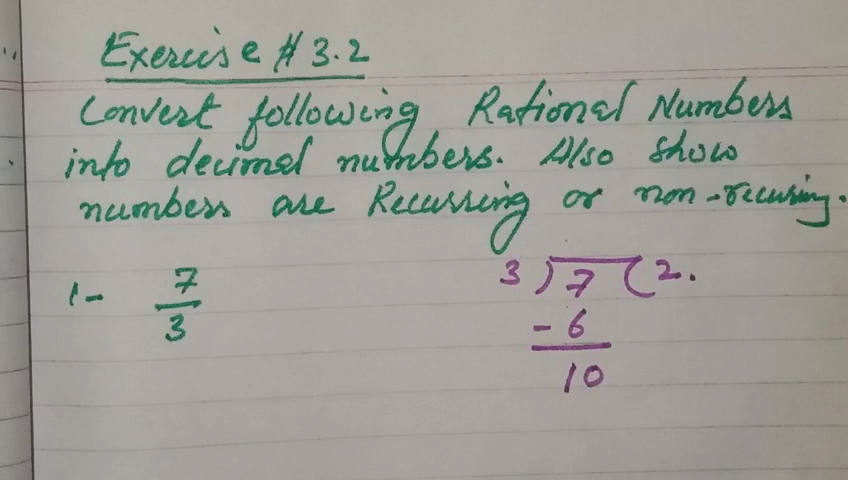 Exercise # 3.2
Convert following Rational Numbers
into decimal numbers. Also show
numbers are Recurring or non-recurring.
1- 7/3
3 ) 7 ( 2.
- 6
10